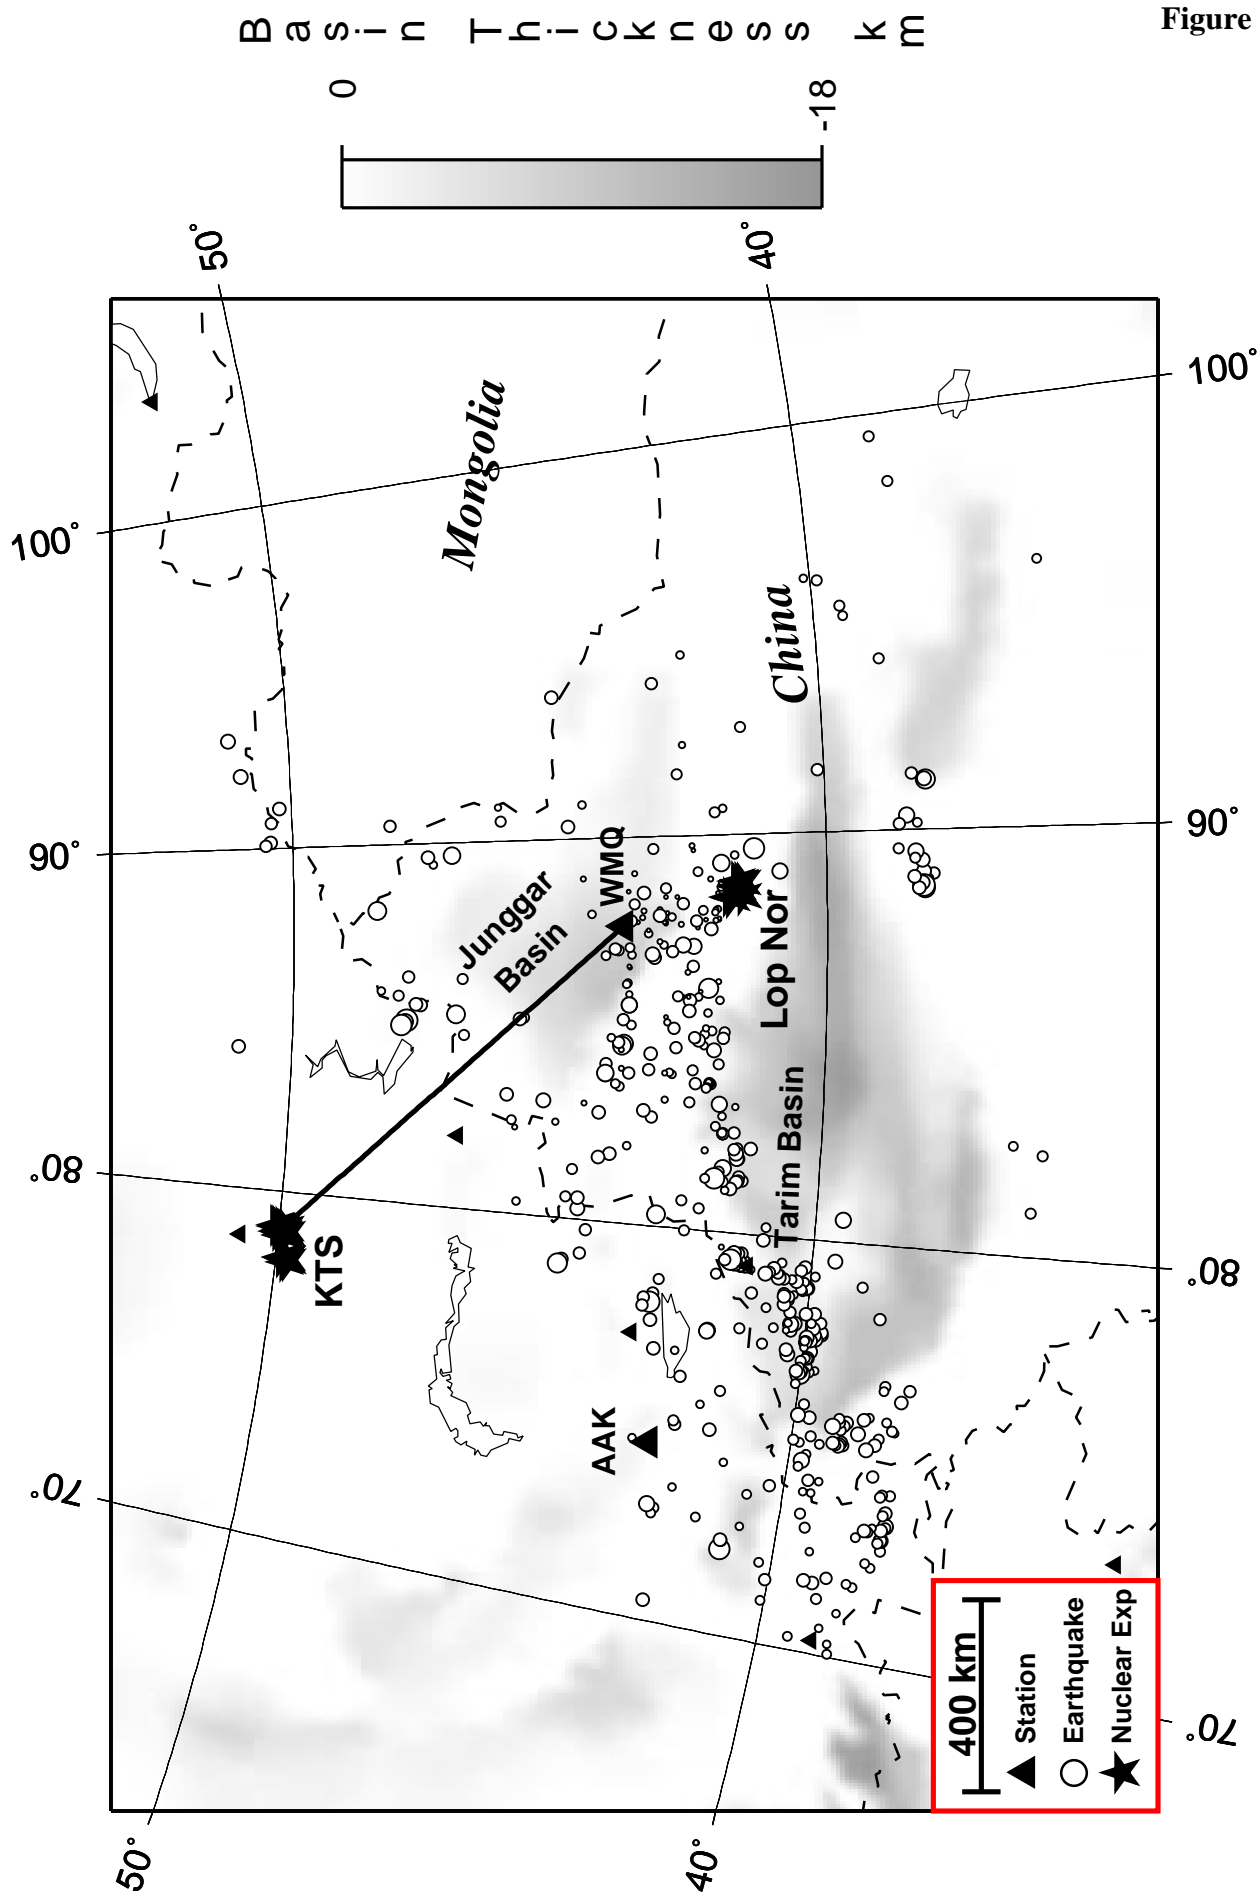 Figure
Basin Thickness km
0
-18
50°
40°
100°
100°
90°
90°
80°
80°
70°
70°
50°
40°
Mongolia
China
Junggar
Basin
WMQ
Lop Nor
Tarim Basin
KTS
AAK
400 km
Station
Earthquake
Nuclear Exp